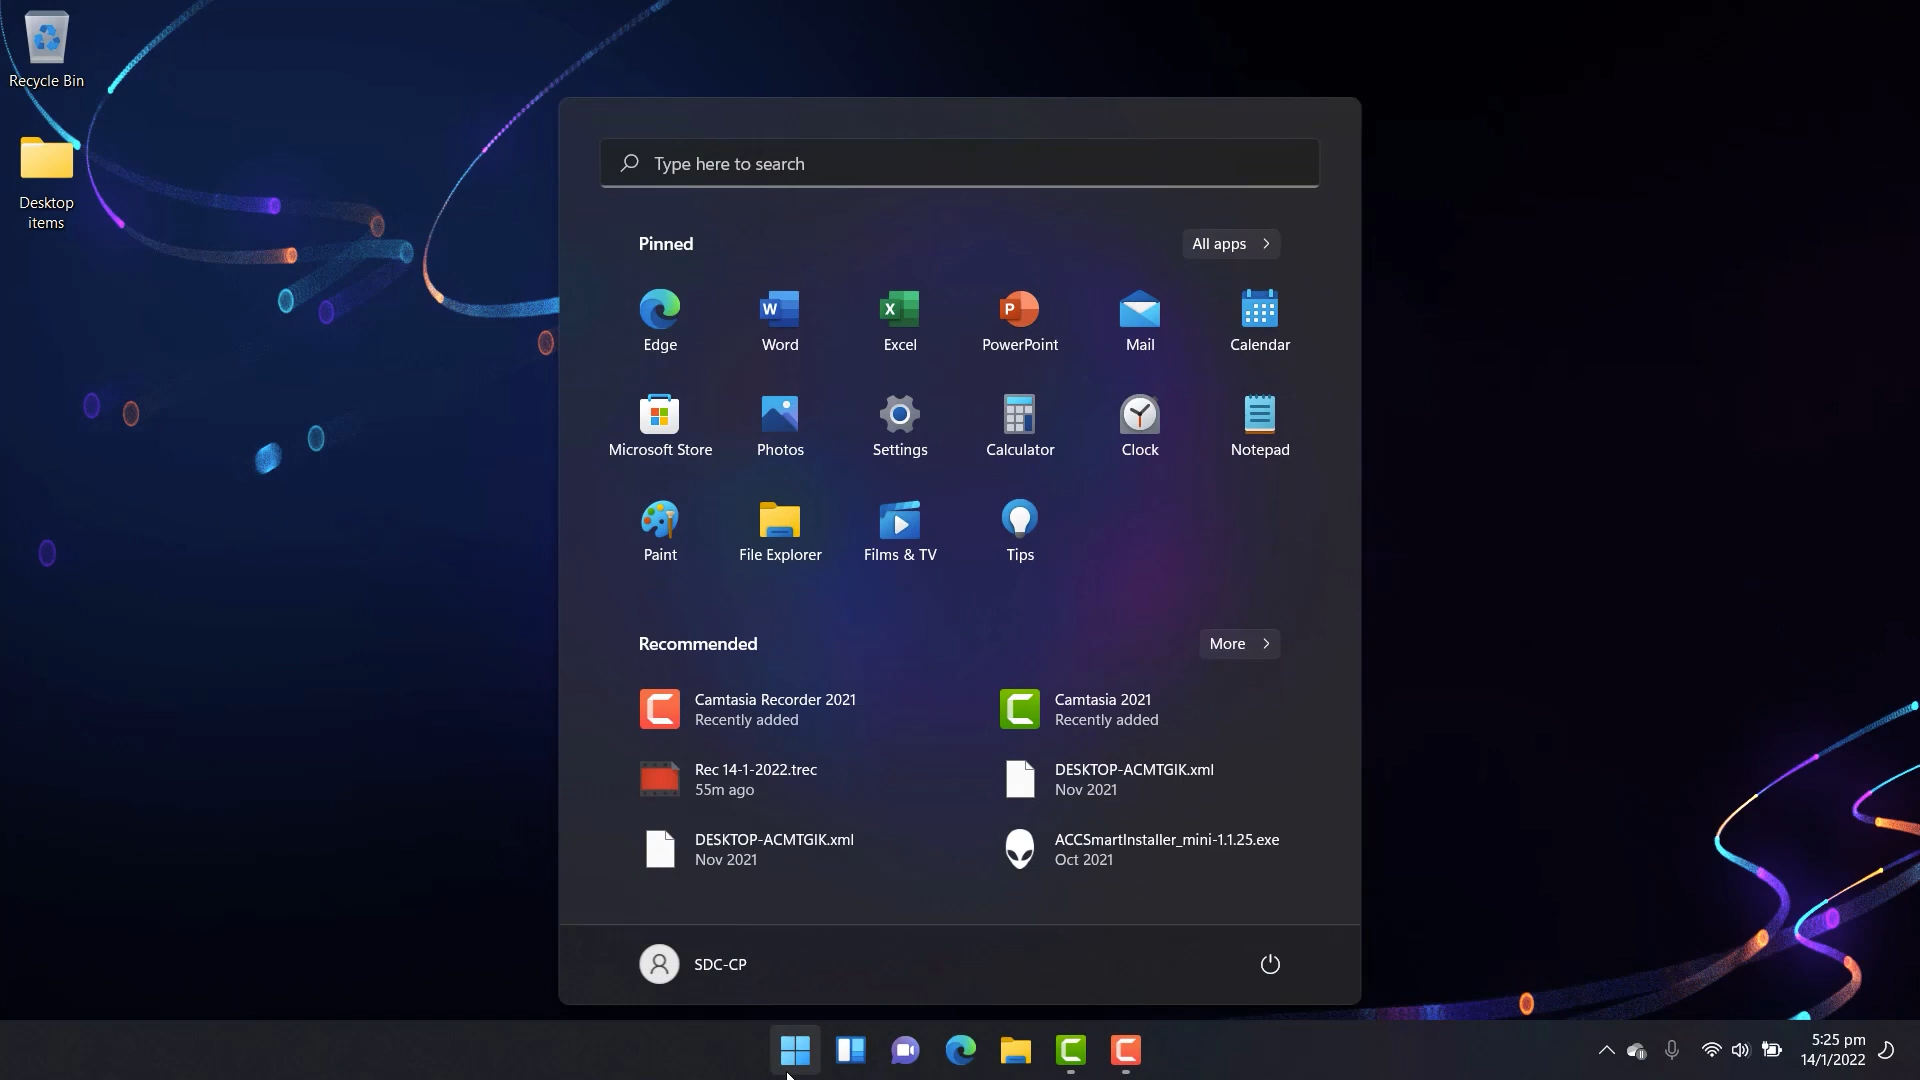 Recycle Bin
Desktop
items
Type here to search
Pinned
All apps
Edge
Word
Excel
PowerPoint
Mail
Calendar
Microsoft Store
Photos
Settings
Calculator
Clock
Notepad
Paint
File Explorer
Films & TV
Tips
Recommended
More
Camtasia Recorder 2021
Recently added
Camtasia 2021
Recently added
Rec 14-1-2022.trec
55m ago
DESKTOP-ACMTGIK.xml
Nov 2021
DESKTOP-ACMTGIK.xml
Nov 2021
ACCSmartInstaller_mini-1.1.25.exe
Oct 2021
SDC-CP
5:25 pm
14/1/2022